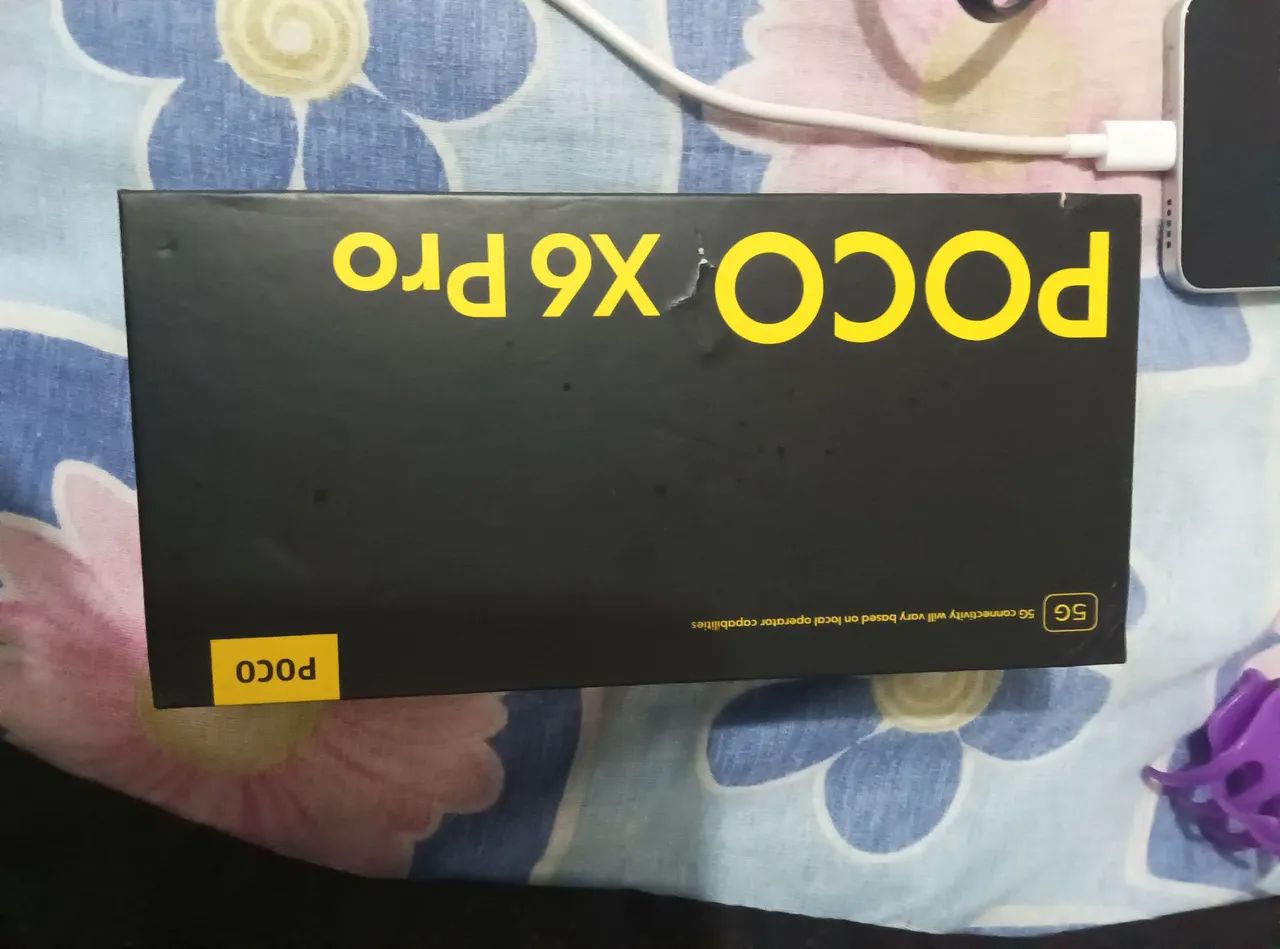 POCO X6 Pro
5G 5G connectivity will vary based on local operator capabilities
POCO